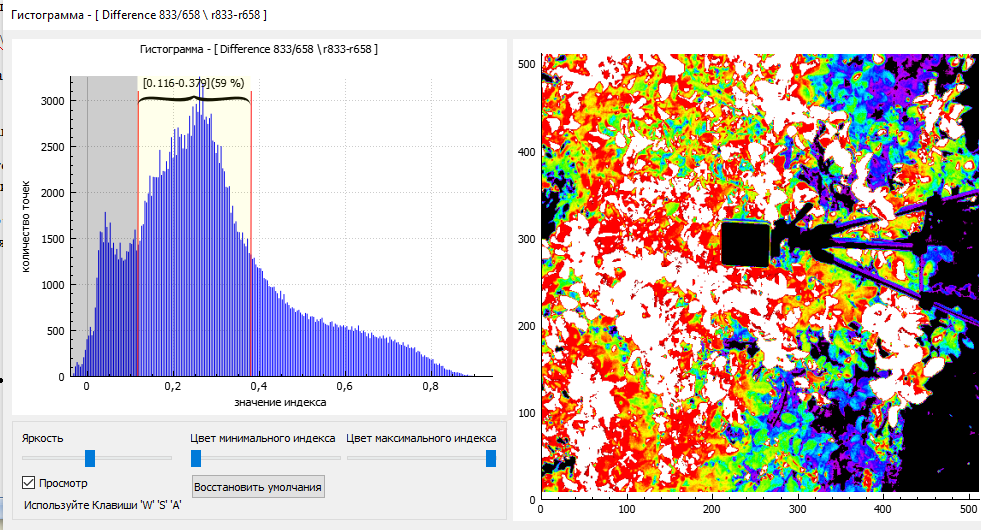 Гистограмма - [ Difference 833/658 \ r833-r658 ]
Гистограмма - [ Difference 833/658 \ r833-r658 ]
[0.116-0.379](59 %)
3000
2500
2000
1500
1000
500
0
количество точек
0
0,2
0,4
0,6
0,8
значение индекса
500
400
300
200
100
0
0
100
200
300
400
500
Яркость
Цвет минимального индекса
Цвет максимального индекса
Просмотр
Восстановить умолчания
Используйте Клавиши 'W' 'S' 'A'